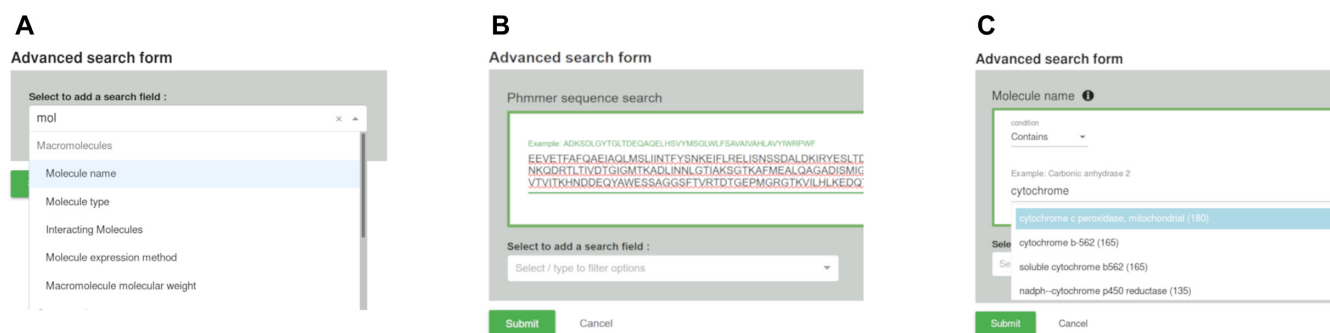 A
Advanced search form
Select to add a search field :
mol
Macromolecules
Molecule name
Molecule type
Interacting Molecules
Molecule expression method
Macromolecule molecular weight
B
Advanced search form
Phmmer sequence search
Example: ADKSDLGYTGLTDEQAQELHSVYMSGLWLFSAVAIVAHLAVYIWRPWF
EEVETFAFQAEIAQLMSLIINTFYSNKEIFLRELISNSSDALDKIRYESLTD
NKQDRTLTIVDTGIGMTKADLINNLGTIAKSGTKAFMEALQAGADISMIG
VTVITKHNDDEQYAWESSAGGSFTVRTDTGEPMGRGTKVILHLKEDQ
Select to add a search field :
Select / type to filter options
Submit
Cancel
C
Advanced search form
Molecule name
condition
Contains
Example: Carbonic anhydrase 2
cytochrome
cytochrome c peroxidase, mitochondrial (180)
cytochrome b-562 (165)
soluble cytochrome b562 (165)
nadph--cytochrome p450 reductase (135)
Sele
Se
Submit
Cancel